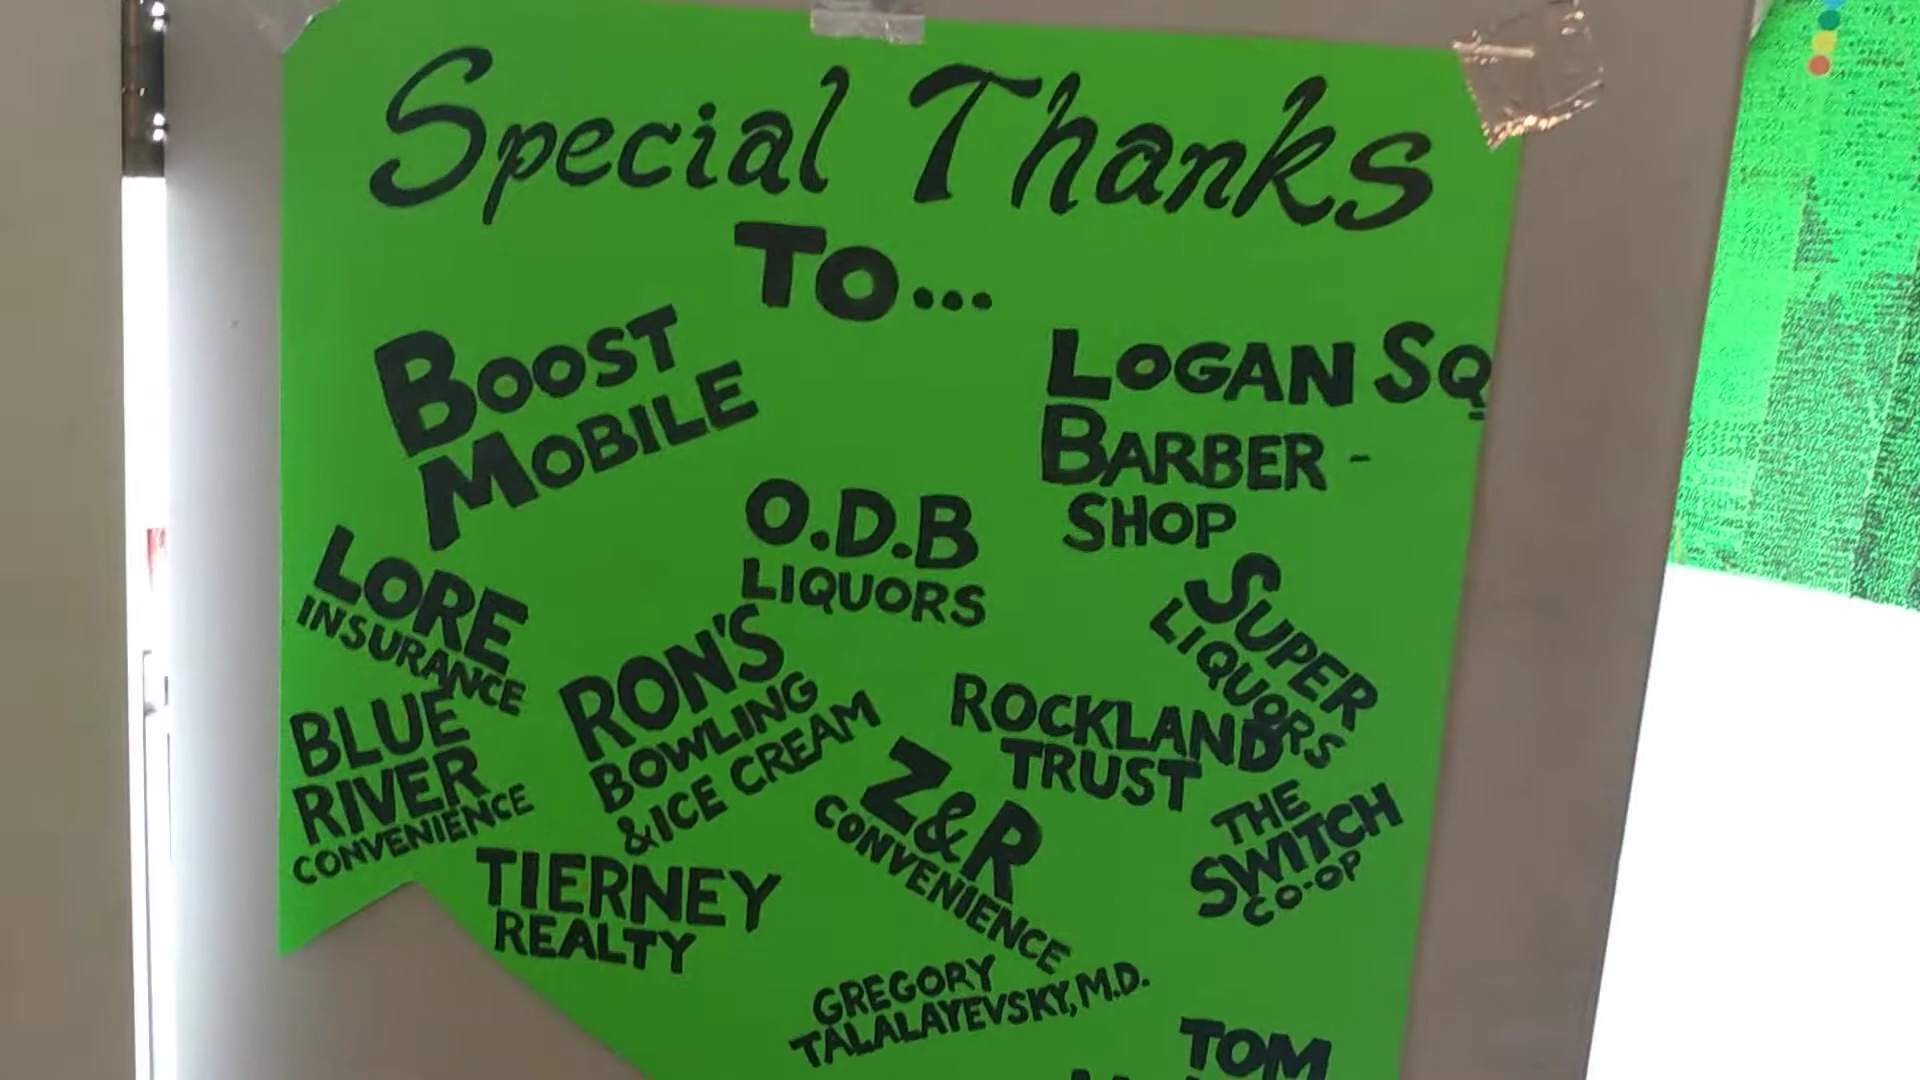 Special Thanks
TO...
BOOST
MOBILE
LOGAN SQ
BARBER -
SHOP
O.D.B
LIQUORS
LORE
INSURANCE
SUPER
LIQUORS
RON'S
BOWLING
& ICE CREAM
BLUE
RIVER
CONVENIENCE
ROCKLAND
TRUST
Z&R
CONVENIENCE
THE
SWITCH
CO-OP
TIERNEY
REALTY
GREGORY
TALALAYEVSKY, M.D.
TOM